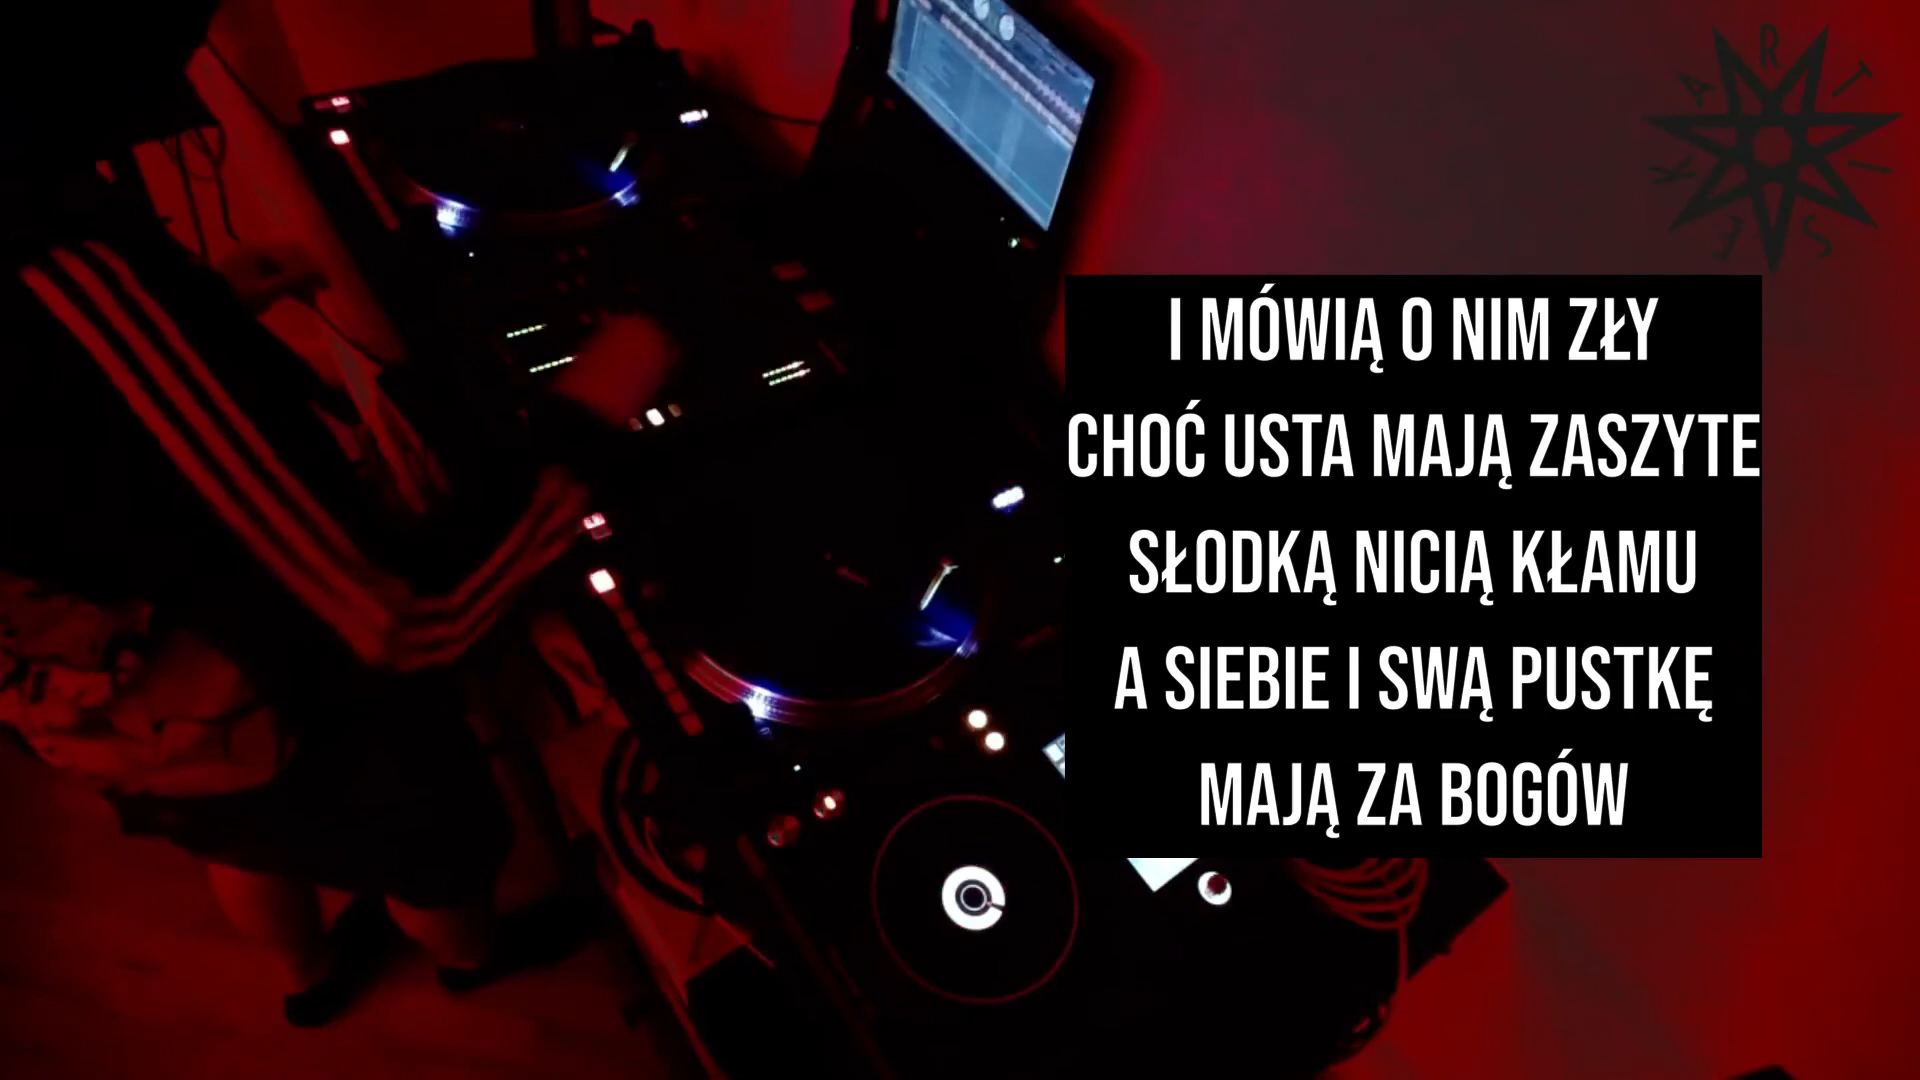 I MÓWIĄ O NIM ZŁY
CHOĆ USTA MAJĄ ZASZYTE
SŁODKĄ NICIĄ KŁAMU
A SIEBIE I SWĄ PUSTKĘ
MAJĄ ZA BOGÓW